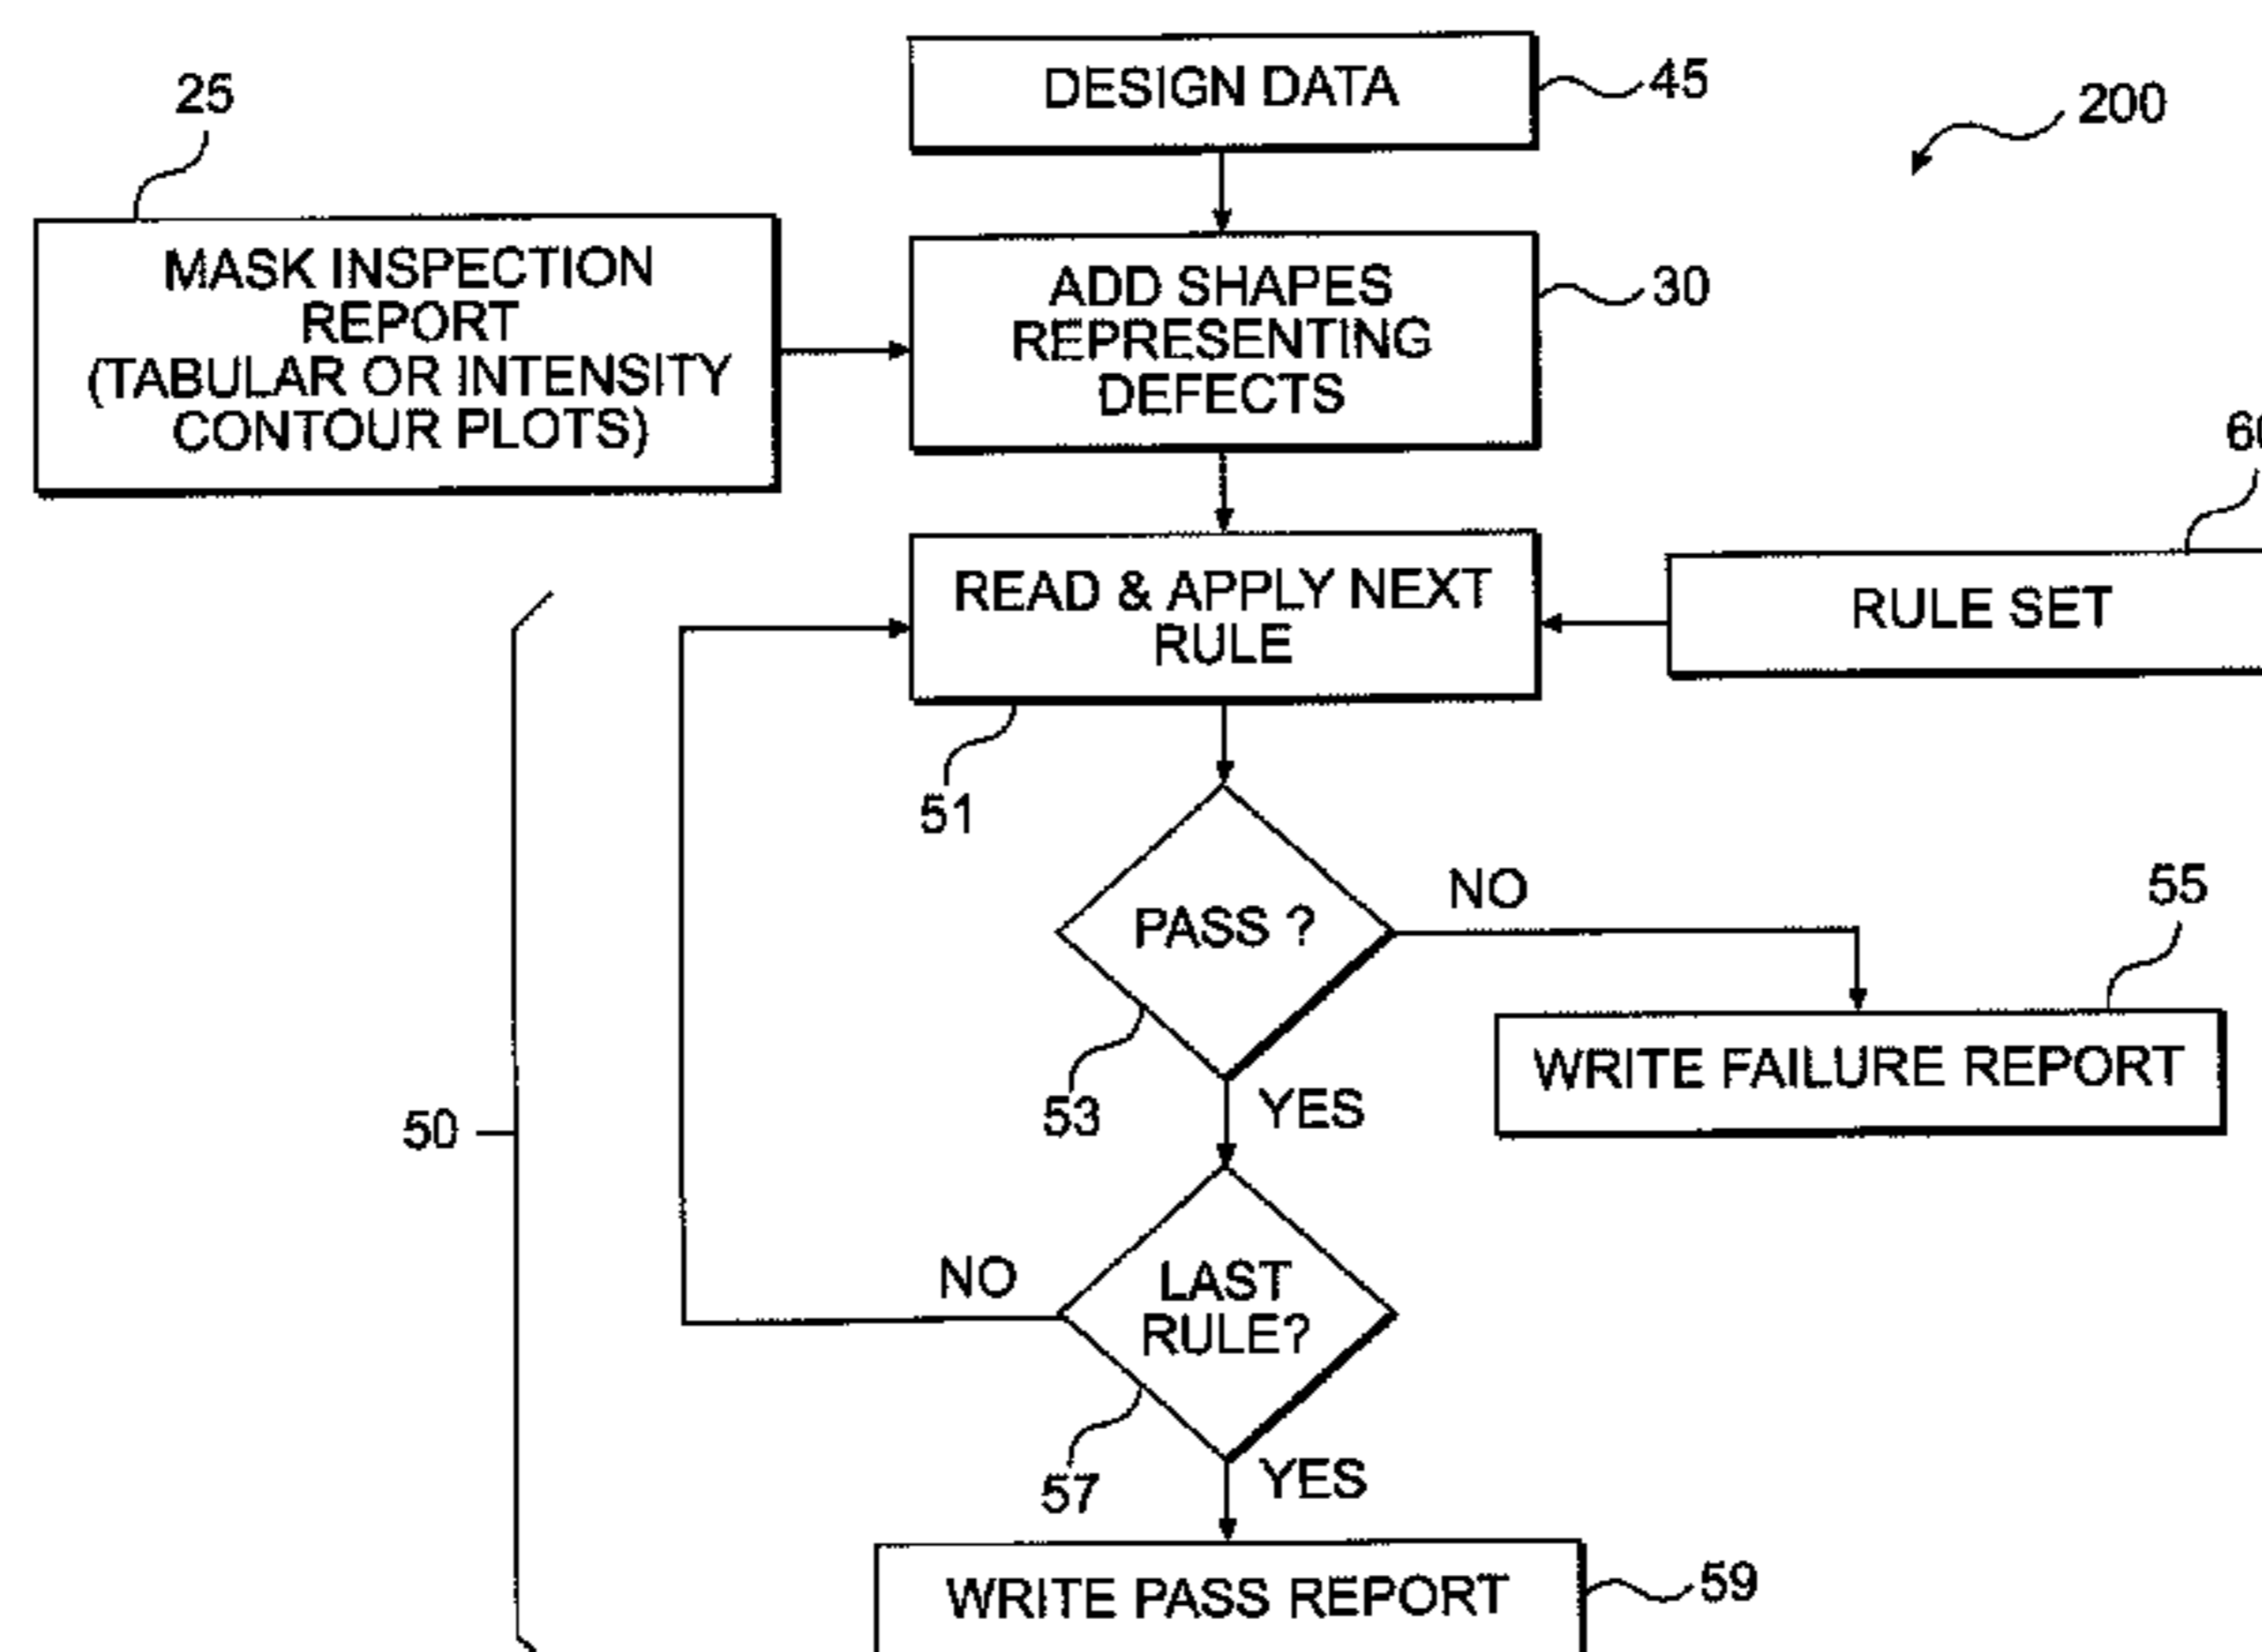 DESIGN DATA
45
200
25
MASK INSPECTION
REPORT
(TABULAR OR INTENSITY
CONTOUR PLOTS)
ADD SHAPES
REPRESENTING
DEFECTS
30
READ & APPLY NEXT
RULE
51
RULE SET
PASS ?
NO
53
YES
55
WRITE FAILURE REPORT
50
LAST
RULE?
NO
57
YES
WRITE PASS REPORT
59